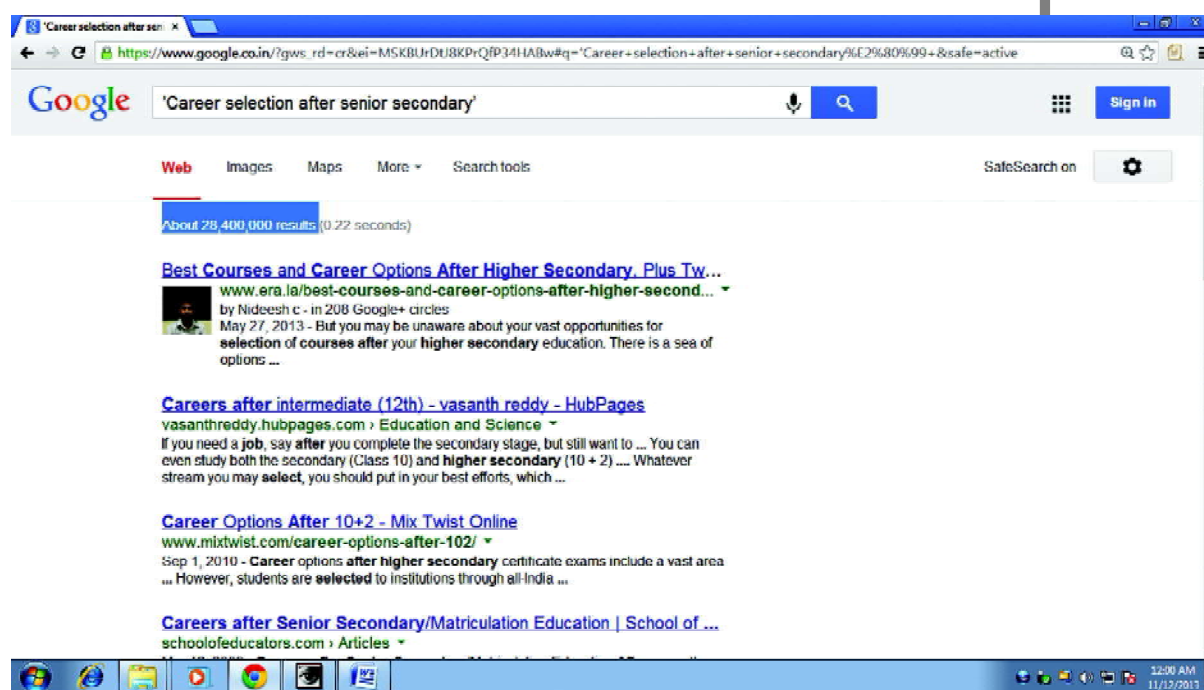 'Career selection after sen
https://www.google.co.in/?gws_rd=cr&ei=MSKBUrDtU8KPrQfP34HABw#q='Career+selection+after+senior+secondary%E2%80%99+&safe=active
Google 'Career selection after senior secondary' Sign in
Web Images Maps More Search tools SafeSearch on
About 28,400,000 results (0.22 seconds)
Best Courses and Career Options After Higher Secondary, Plus Tw...
www.era.la/best-courses-and-career-options-after-higher-second...
by Nideesh c - in 208 Google+ circles
May 27, 2013 - But you may be unaware about your vast opportunities for
selection of courses after your higher secondary education. There is a sea of
options ...
Careers after intermediate (12th) - vasanth reddy - HubPages
vasanthreddy.hubpages.com › Education and Science
If you need a job, say after you complete the secondary stage, but still want to ... You can
even study both the secondary (Class 10) and higher secondary (10 + 2) .... Whatever
stream you may select, you should put in your best efforts, which ...
Career Options After 10+2 - Mix Twist Online
www.mixtwist.com/career-options-after-102/
Sep 1, 2010 - Career options after higher secondary certificate exams include a vast area
... However, students are selected to institutions through all-India ...
Careers after Senior Secondary/Matriculation Education | School of ...
schoolofeducators.com › Articles
12:00 AM
11/12/2013